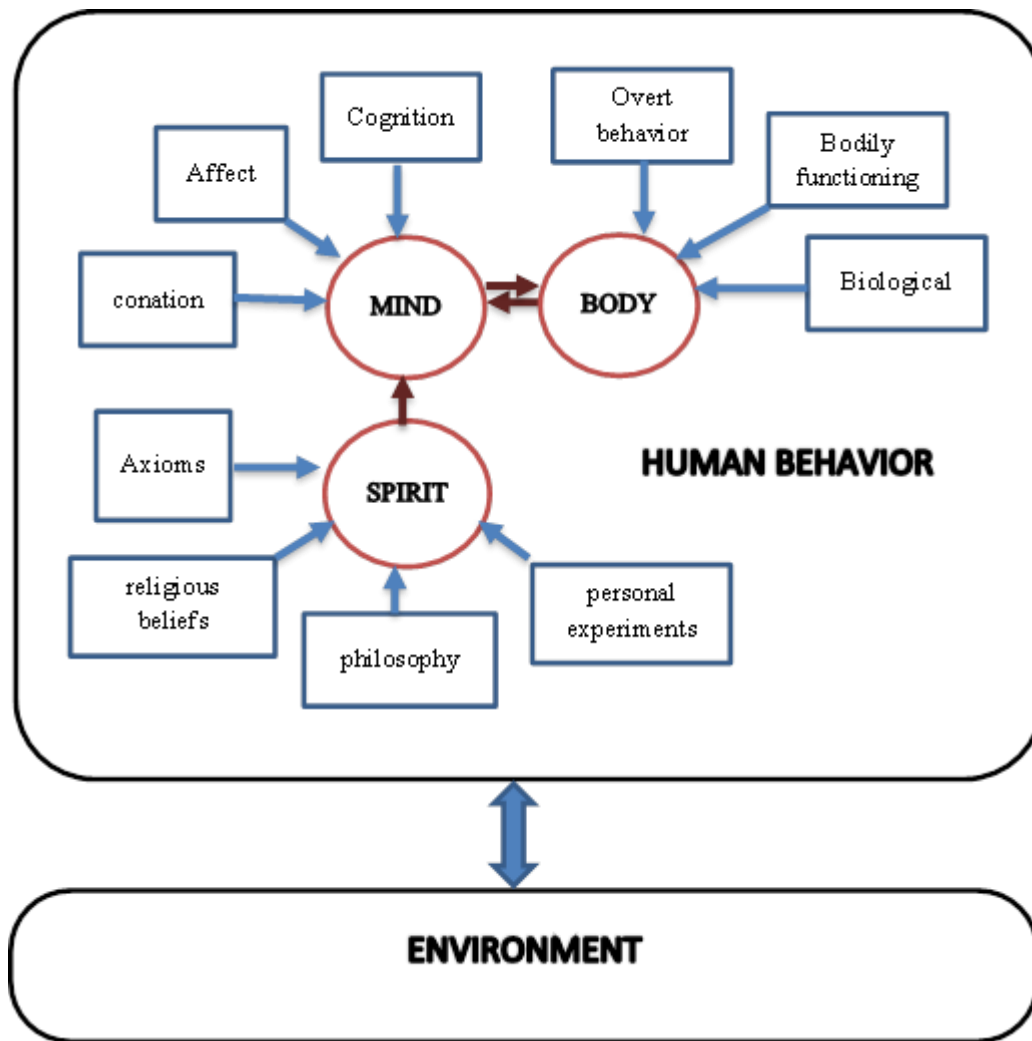 Cognition
Overt
behavior
Bodily
functioning
Affect
conation
MIND
BODY
Biological
Axioms
SPIRIT
HUMAN BEHAVIOR
religious
beliefs
philosophy
personal
experiments
ENVIRONMENT